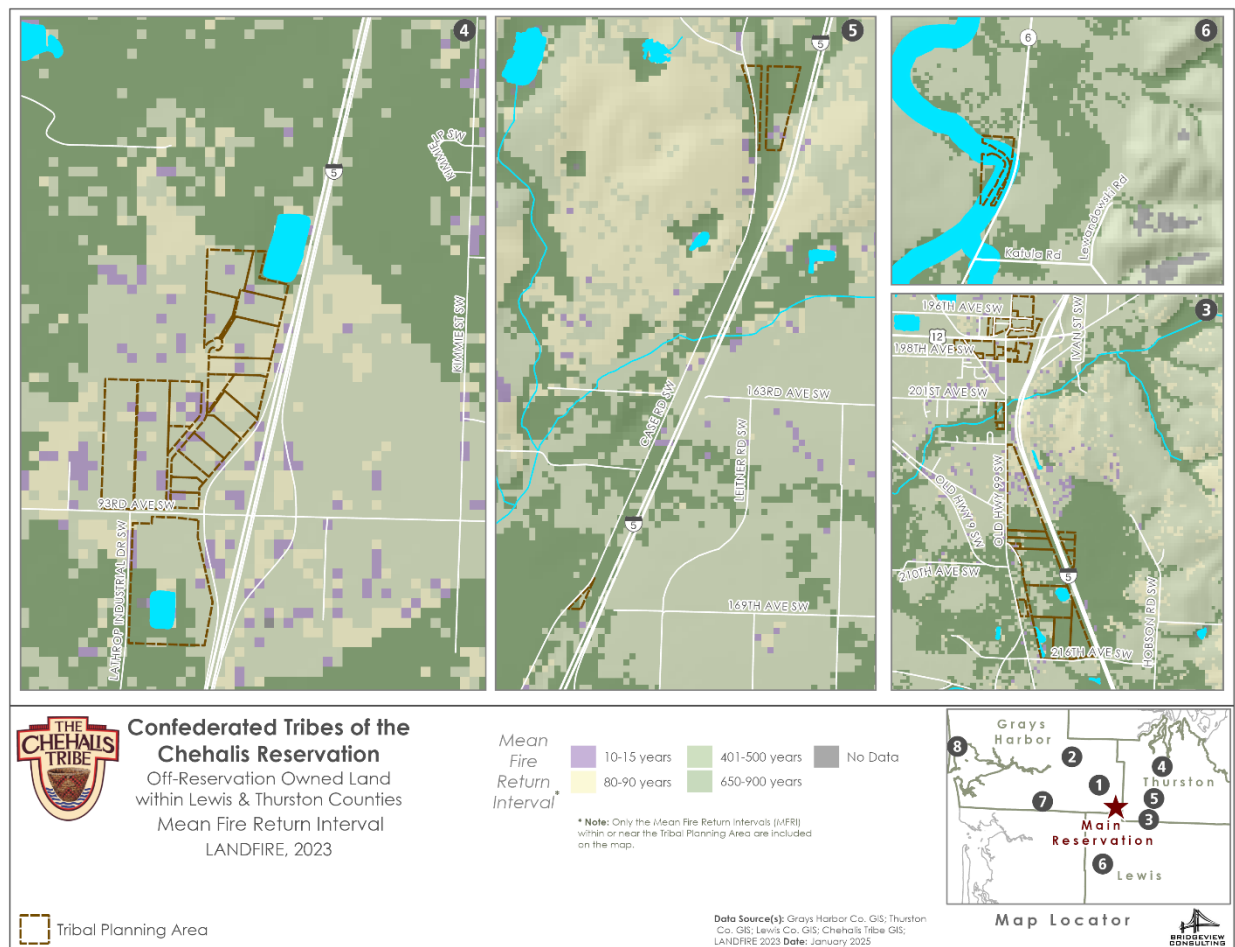 4
5
KIMMIE LP SW
KIMMIE ST SW
93RD AVE SW
LATHROP INDUSTRIAL DR SW
5
5
CASE RD SW
163RD AVE SW
LEITNER RD SW
5
169TH AVE SW
6
6
Lewandowski Rd
Katula Rd
3
196TH AVE SW
12
198TH AVE SW
IVAN ST SW
201ST AVE SW
OLD HWY 99 SW
OLD HWY 9 SW
210TH AVE SW
5
HOBSON RD SW
216TH AVE SW
THE
CHEHALIS
TRIBE
Confederated Tribes of the
Chehalis Reservation
Off-Reservation Owned Land
within Lewis & Thurston Counties
Mean Fire Return Interval
LANDFIRE, 2023
Mean
Fire
Return
Interval*
10-15 years
401-500 years
No Data
80-90 years
650-900 years
* Note: Only the Mean Fire Return Intervals (MFRI)
within or near the Tribal Planning Area are included
on the map.
Tribal Planning Area
Data Source(s): Grays Harbor Co. GIS; Thurston
Co. GIS; Lewis Co. GIS; Chehalis Tribe GIS;
LANDFIRE 2023 Date: January 2025
Grays
Harbor
8
2
4
Thurston
1
5
7
3
Main
Reservation
6
Lewis
Map Locator
BRIDGEVIEW
CONSULTING